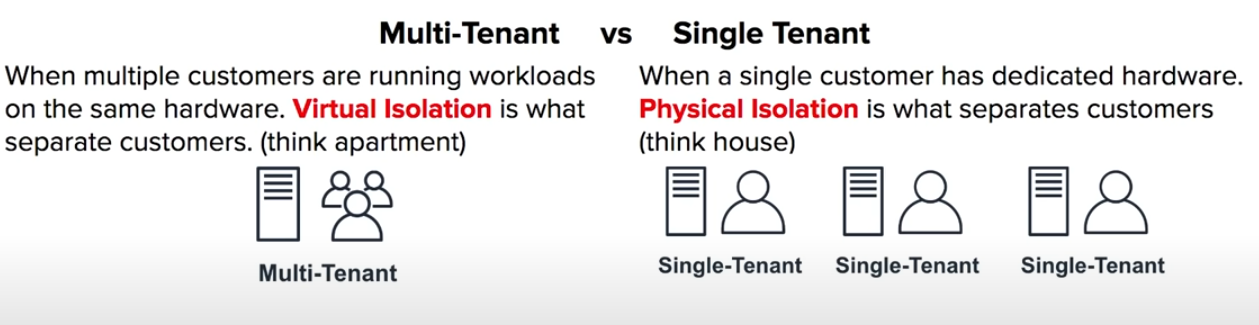 Multi-Tenant vs Single Tenant
When multiple customers are running workloads
on the same hardware. Virtual Isolation is what
separate customers. (think apartment)
When a single customer has dedicated hardware.
Physical Isolation is what separates customers
(think house)
Multi-Tenant
Single-Tenant
Single-Tenant
Single-Tenant